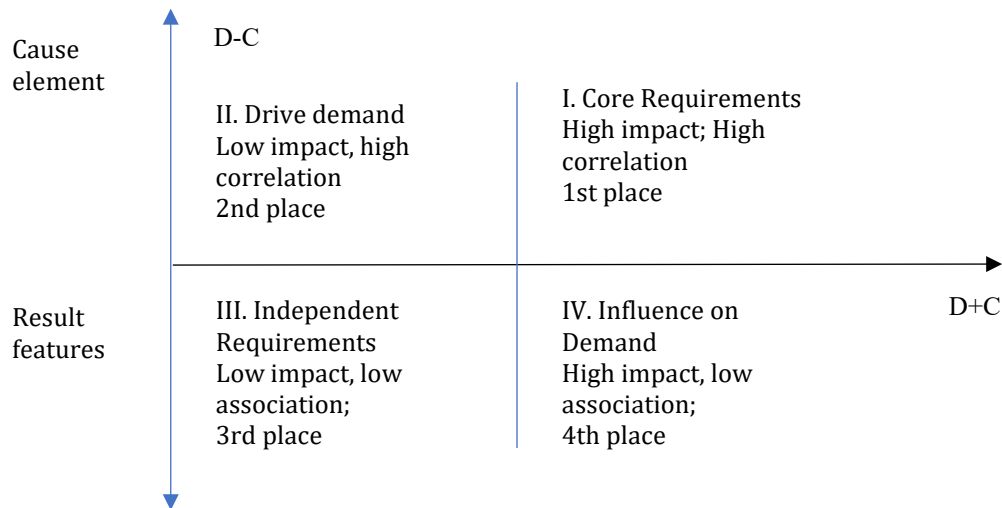 Cause
element
D-C
II. Drive demand
Low impact, high
correlation
2nd place
I. Core Requirements
High impact; High
correlation
1st place
Result
features
III. Independent
Requirements
Low impact, low
association;
3rd place
IV. Influence on
Demand
High impact, low
association;
4th place
D+C